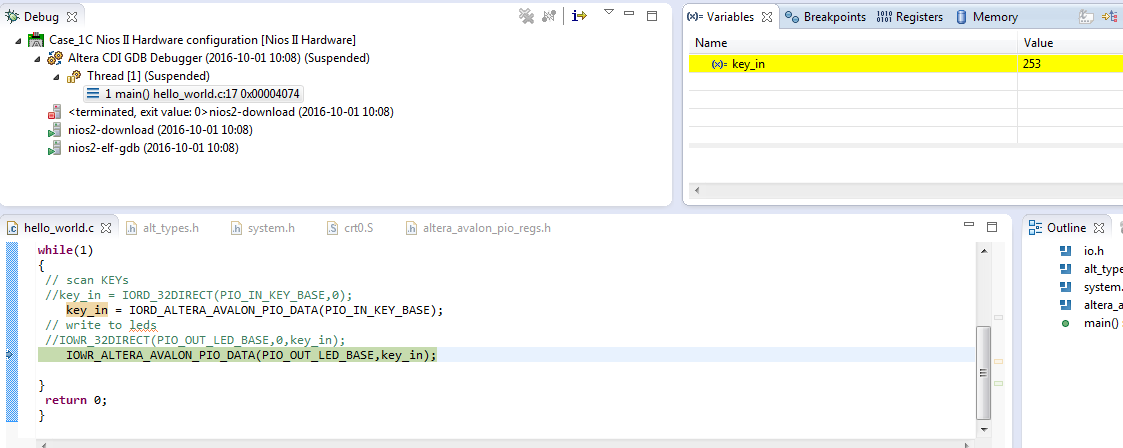 Debug
Case_1C Nios II Hardware configuration [Nios II Hardware]
Altera CDI GDB Debugger (2016-10-01 10:08) (Suspended)
Thread [1] (Suspended)
1 main() hello_world.c:17 0x00004074
<terminated, exit value: 0>nios2-download (2016-10-01 10:08)
nios2-download (2016-10-01 10:08)
nios2-elf-gdb (2016-10-01 10:08)
(x)= Variables Breakpoints 1010 0101 Registers Memory
Name Value
(x)= key_in 253
hello_world.c alt_types.h system.h crt0.S altera_avalon_pio_regs.h
while(1)
{
// scan KEYs
//key_in = IORD_32DIRECT(PIO_IN_KEY_BASE,0);
key_in = IORD_ALTERA_AVALON_PIO_DATA(PIO_IN_KEY_BASE);
// write to leds
//IOWR_32DIRECT(PIO_OUT_LED_BASE,0,key_in);
IOWR_ALTERA_AVALON_PIO_DATA(PIO_OUT_LED_BASE,key_in);
}
return 0;
}
Outline
io.h
alt_type
system.
altera_a
main() :